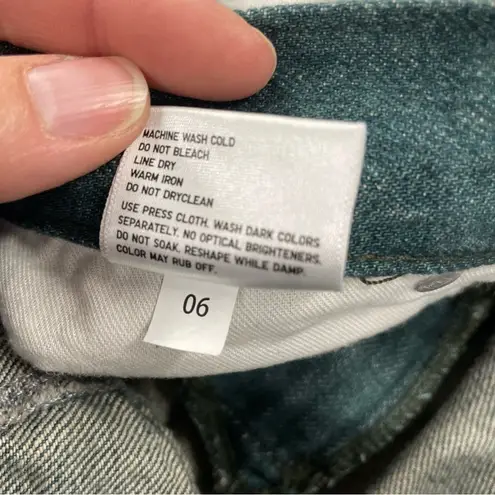 MACHINE WASH COLD
DO NOT BLEACH
LINE DRY
WARM IRON
DO NOT DRYCLEAN
USE PRESS CLOTH. WASH DARK COLORS
SEPARATELY. NO OPTICAL BRIGHTENERS.
DO NOT SOAK. RESHAPE WHILE DAMP.
COLOR MAY RUB OFF.
06